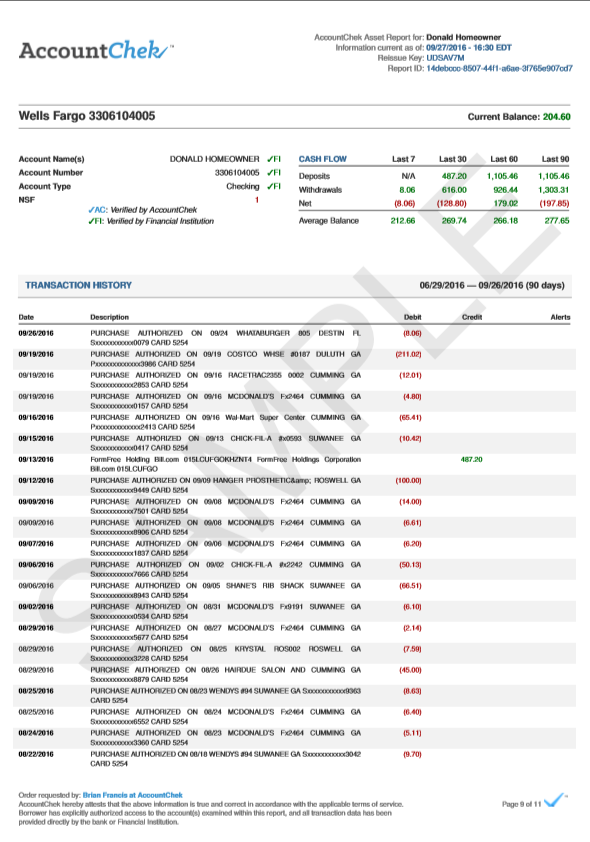 AccountChek™
AccountChek Asset Report for: Donald Homeowner
Information current as of: 09/27/2016 - 16:30 EDT
Reissue Key: UDSAV7M
Report ID: 14debccc-8507-44f1-a6ae-3f765e907cd7
Wells Fargo 3306104005
Current Balance: 204.60
Account Name(s) DONALD HOMEOWNER ✓FI
Account Number 3306104005 ✓FI
Account Type Checking ✓FI
NSF 1
✓AC: Verified by AccountChek
✓FI: Verified by Financial Institution
CASH FLOW Last 7 Last 30 Last 60 Last 90
Deposits N/A 487.20 1,105.46 1,105.46
Withdrawals 8.06 616.00 926.44 1,303.31
Net (8.06) (128.80) 179.02 (197.85)
Average Balance 212.66 269.74 266.18 277.65
TRANSACTION HISTORY 06/29/2016 — 09/26/2016 (90 days)
Date Description Debit Credit Alerts
09/26/2016 PURCHASE AUTHORIZED ON 09/24 WHATABURGER 805 DESTIN FL (8.06)
Sxxxxxxxxxxx0079 CARD 5254
09/19/2016 PURCHASE AUTHORIZED ON 09/19 COSTCO WHSE #0187 DULUTH GA (211.02)
Pxxxxxxxxxxxxx3986 CARD 5254
09/19/2016 PURCHASE AUTHORIZED ON 09/16 RACETRAC2355 0002 CUMMING GA (12.01)
Sxxxxxxxxxxx2853 CARD 5254
09/19/2016 PURCHASE AUTHORIZED ON 09/16 MCDONALD'S Fx2464 CUMMING GA (4.80)
Sxxxxxxxxxxx0157 CARD 5254
09/16/2016 PURCHASE AUTHORIZED ON 09/16 Wal-Mart Super Center CUMMING GA (65.41)
Pxxxxxxxxxxxxx2413 CARD 5254
09/15/2016 PURCHASE AUTHORIZED ON 09/13 CHICK-FIL-A #x0593 SUWANEE GA (10.42)
Sxxxxxxxxxxx0417 CARD 5254
09/13/2016 FormFree Holding Bill.com 015LCUFGOKHZNT4 FormFree Holdings Corporation 487.20
Bill.com 015LCUFGO
09/12/2016 PURCHASE AUTHORIZED ON 09/09 HANGER PROSTHETIC&amp; ROSWELL GA (100.00)
Sxxxxxxxxxxx9449 CARD 5254
09/09/2016 PURCHASE AUTHORIZED ON 09/08 MCDONALD'S Fx2464 CUMMING GA (14.00)
Sxxxxxxxxxxx7501 CARD 5254
09/09/2016 PURCHASE AUTHORIZED ON 09/08 MCDONALD'S Fx2464 CUMMING GA (6.61)
Sxxxxxxxxxxx8906 CARD 5254
09/07/2016 PURCHASE AUTHORIZED ON 09/06 MCDONALD'S Fx2464 CUMMING GA (6.20)
Sxxxxxxxxxxx1837 CARD 5254
09/06/2016 PURCHASE AUTHORIZED ON 09/02 CHICK-FIL-A #x2242 CUMMING GA (50.13)
Sxxxxxxxxxxx7666 CARD 5254
09/06/2016 PURCHASE AUTHORIZED ON 09/05 SHANE'S RIB SHACK SUWANEE GA (66.51)
Sxxxxxxxxxxx8943 CARD 5254
09/02/2016 PURCHASE AUTHORIZED ON 08/31 MCDONALD'S Fx9191 SUWANEE GA (6.10)
Sxxxxxxxxxxx0534 CARD 5254
08/29/2016 PURCHASE AUTHORIZED ON 08/27 MCDONALD'S Fx2464 CUMMING GA (2.14)
Sxxxxxxxxxxx5677 CARD 5254
08/29/2016 PURCHASE AUTHORIZED ON 08/25 KRYSTAL ROS002 ROSWELL GA (7.59)
Sxxxxxxxxxxx3228 CARD 5254
08/29/2016 PURCHASE AUTHORIZED ON 08/26 HAIRDUE SALON AND CUMMING GA (45.00)
Sxxxxxxxxxxx8879 CARD 5254
08/25/2016 PURCHASE AUTHORIZED ON 08/23 WENDYS #94 SUWANEE GA Sxxxxxxxxxxx9363 (8.63)
CARD 5254
08/25/2016 PURCHASE AUTHORIZED ON 08/24 MCDONALD'S Fx2464 CUMMING GA (6.40)
Sxxxxxxxxxxx6552 CARD 5254
08/24/2016 PURCHASE AUTHORIZED ON 08/23 MCDONALD'S Fx2464 CUMMING GA (5.11)
Sxxxxxxxxxxx3360 CARD 5254
08/22/2016 PURCHASE AUTHORIZED ON 08/18 WENDYS #94 SUWANEE GA Sxxxxxxxxxxx3042 (9.70)
CARD 5254
SAMPLE
Order requested by: Brian Francis at AccountChek
AccountChek hereby attests that the above information is true and correct in accordance with the applicable terms of service.
Borrower has explicitly authorized access to the account(s) examined within this report, and all transaction data has been
provided directly by the bank or Financial Institution.
Page 9 of 11